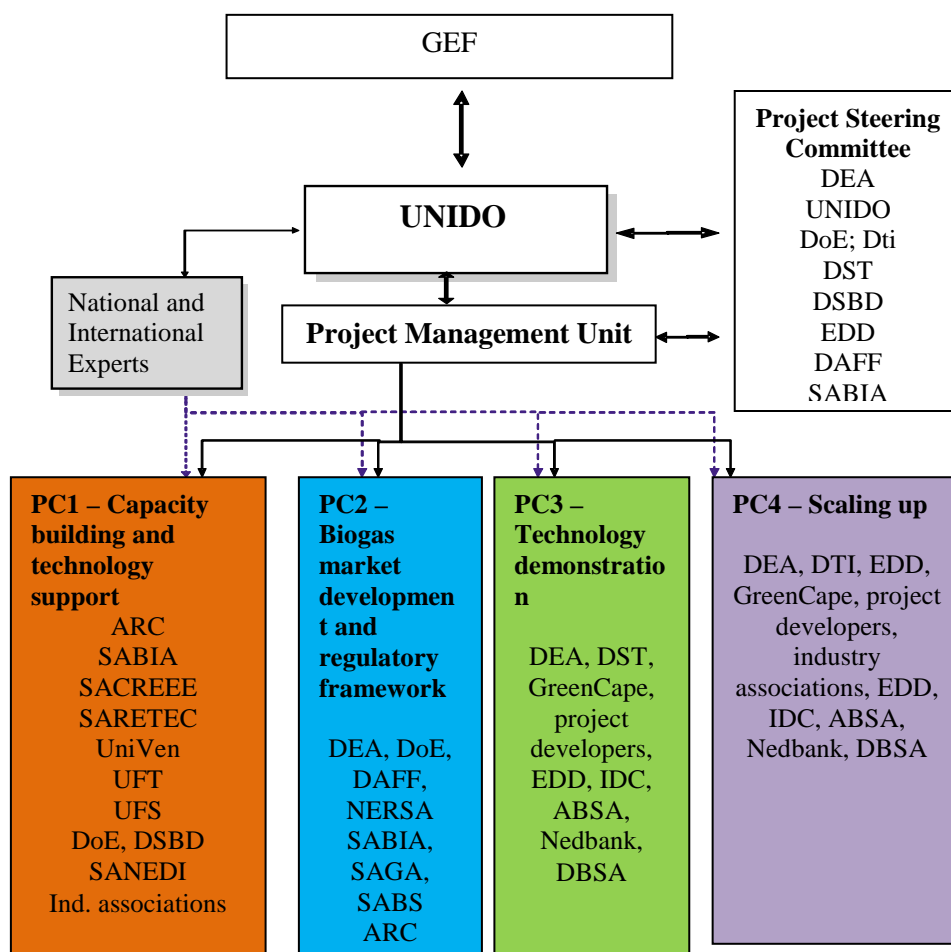 GEF
Project Steering
Committee
DEA
UNIDO
DoE; Dti
DST
DSBD
EDD
DAFF
SABIA
UNIDO
National and
International
Experts
Project Management Unit
PC1 – Capacity
building and
technology
support
ARC
SABIA
SACREEE
SARETEC
UniVen
UFT
UFS
DoE, DSBD
SANEDI
Ind. associations
PC2 –
Biogas
market
developmen
t and
regulatory
framework
DEA, DoE,
DAFF,
NERSA
SABIA,
SAGA,
SABS
ARC
PC3 –
Technology
demonstratio
n
DEA, DST,
GreenCape,
project
developers,
EDD, IDC,
ABSA,
Nedbank,
DBSA
PC4 – Scaling up
DEA, DTI, EDD,
GreenCape, project
developers,
industry
associations, EDD,
IDC, ABSA,
Nedbank, DBSA